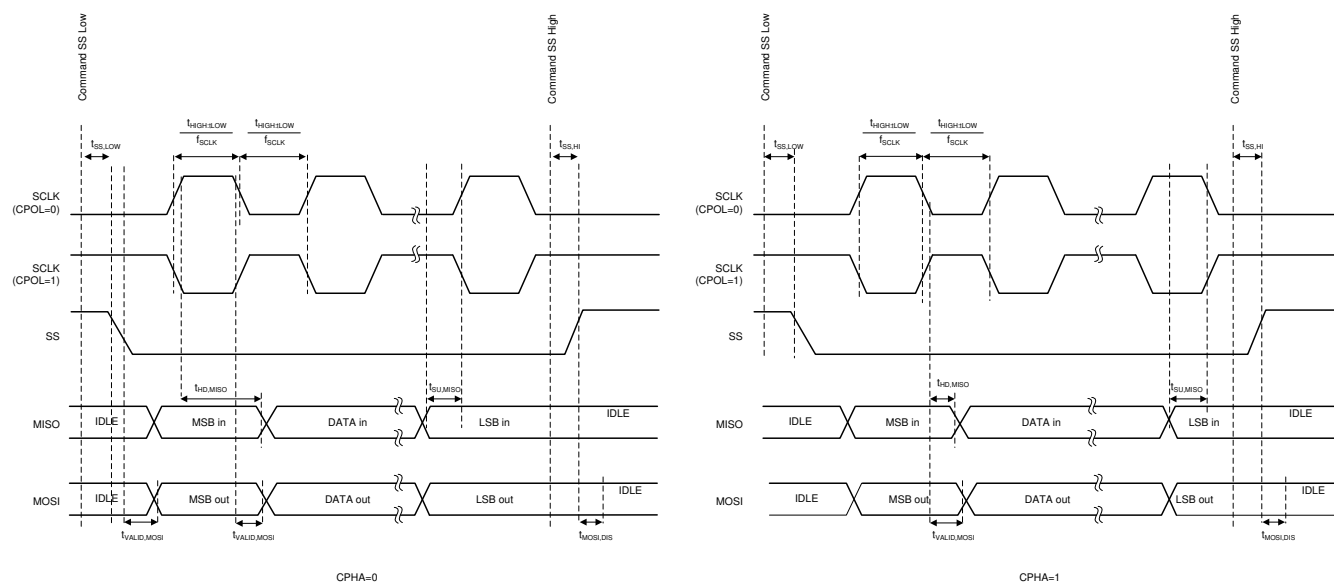 Command SS Low
Command SS High
tHIGH:tLOW
fSCLK
tHIGH:tLOW
fSCLK
tSS,LOW
tSS,HI
SCLK
(CPOL=0)
SCLK
(CPOL=1)
SS
tHD,MISO
tSU,MISO
MISO
IDLE
MSB in
DATA in
LSB in
IDLE
MOSI
IDLE
MSB out
DATA out
LSB out
IDLE
tVALID,MOSI
tVALID,MOSI
tMOSI,DIS
CPHA=0
Command SS Low
Command SS High
tHIGH:tLOW
fSCLK
tHIGH:tLOW
fSCLK
tSS,LOW
tSS,HI
SCLK
(CPOL=0)
SCLK
(CPOL=1)
SS
tHD,MISO
tSU,MISO
MISO
IDLE
MSB in
DATA in
LSB in
IDLE
MOSI
IDLE
MSB out
DATA out
LSB out
IDLE
tVALID,MOSI
tMOSI,DIS
CPHA=1